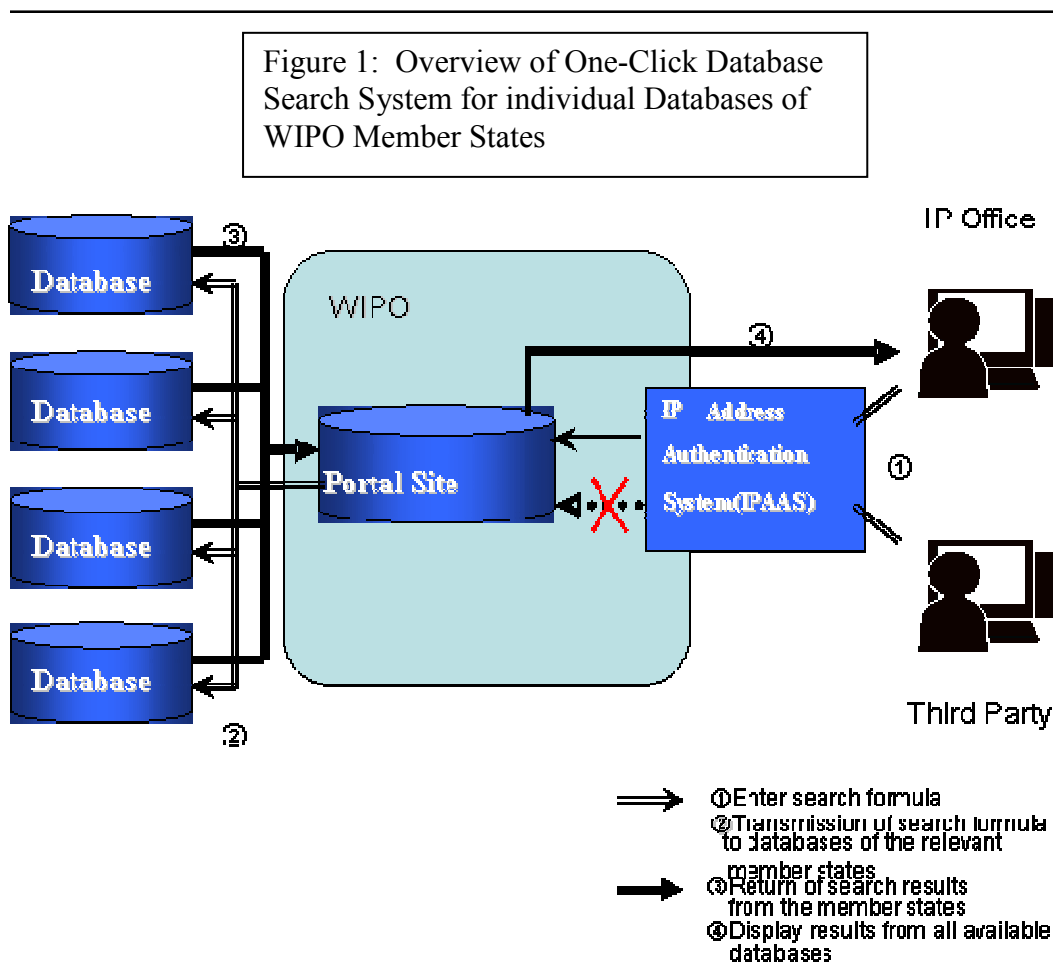 Figure 1: Overview of One-Click Database
Search System for individual Databases of
WIPO Member States
IP Office
③
Database
WIPO
④
Database
IP Address
Authentication
System(IPAAS)
①
Portal Site
Database
Database
②
Third Party
①Enter search formula
②Transmission of search formula
to databases of the relevant
member states
③Return of search results
from the member states
④Display results from all available
databases